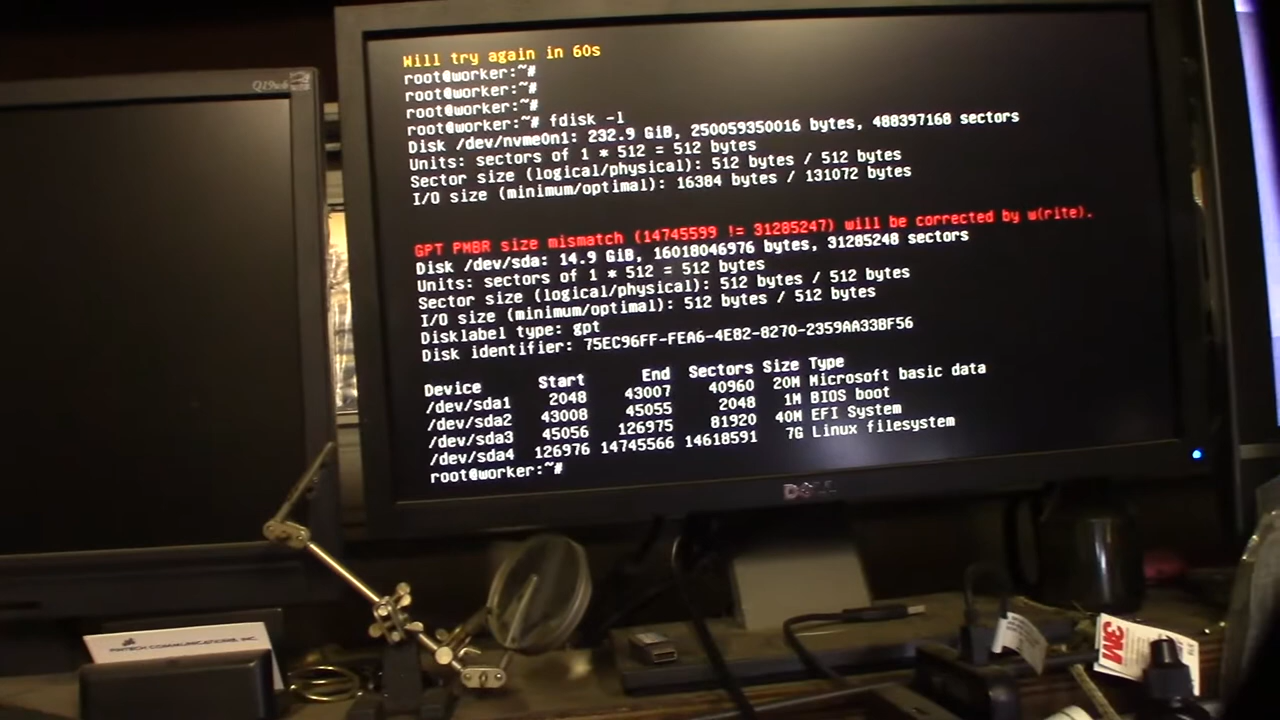 Will try again in 60s
root@worker:~#
root@worker:~#
root@worker:~#
root@worker:~# fdisk -l
Disk /dev/nvme0n1: 232.9 GiB, 250059350016 bytes, 488397168 sectors
Units: sectors of 1 * 512 = 512 bytes
Sector size (logical/physical): 512 bytes / 512 bytes
I/O size (minimum/optimal): 16384 bytes / 131072 bytes
GPT PMBR size mismatch (14745599 != 31285247) will be corrected by w(rite).
Disk /dev/sda: 14.9 GiB, 16018046976 bytes, 31285248 sectors
Units: sectors of 1 * 512 = 512 bytes
Sector size (logical/physical): 512 bytes / 512 bytes
I/O size (minimum/optimal): 512 bytes / 512 bytes
Disklabel type: gpt
Disk identifier: 75EC96FF-FEA6-4E82-8270-2359AA33BF56
Device Start End Sectors Size Type
/dev/sda1 2048 43007 40960 20M Microsoft basic data
/dev/sda2 43008 45055 2048 1M BIOS boot
/dev/sda3 45056 126975 81920 40M EFI System
/dev/sda4 126976 14745566 14618591 7G Linux filesystem
root@worker:~#
DELL
COMMUNICATIONS INC.
3M